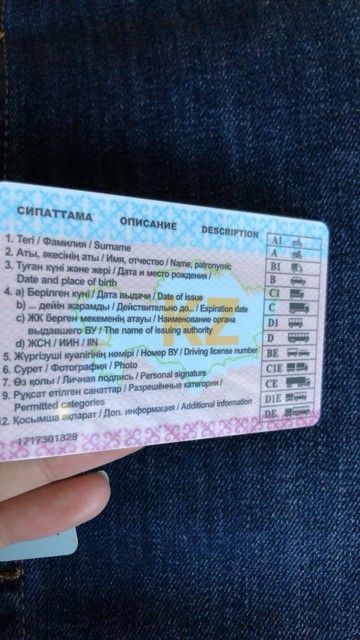 СИПАТТАМА ОПИСАНИЕ DESCRIPTION
1. Тегі / Фамилия / Surname
2. Аты, әкесінің аты / Имя, отчество / Name, patronymic
3. Туған күні және жері / Дата и место рождения /
Date and place of birth
4. a) Берілген күні / Дата выдачи / Date of issue
b) ... дейін жарамды / Действительно до... / Expiration date
c) ЖК берген мекеменің атауы / Наименование органа
выдавшего ВУ / The name of issuing authority
d) ЖСН / ИИН / IIN
5. Жүргізуші куәлігінің нөмірі / Номер ВУ / Driving license number
6. Сурет / Фотография / Photo
7. Өз қолы / Личная подпись / Personal signature
9. Рұқсат етілген санаттар / Разрешённые категории /
Permitted categories
12. Қосымша ақпарат / Доп. информация / Additional information
1717301328
KZ
A1
A
B1
B
C1
C
D1
D
BE
C1E
CE
D1E
DE